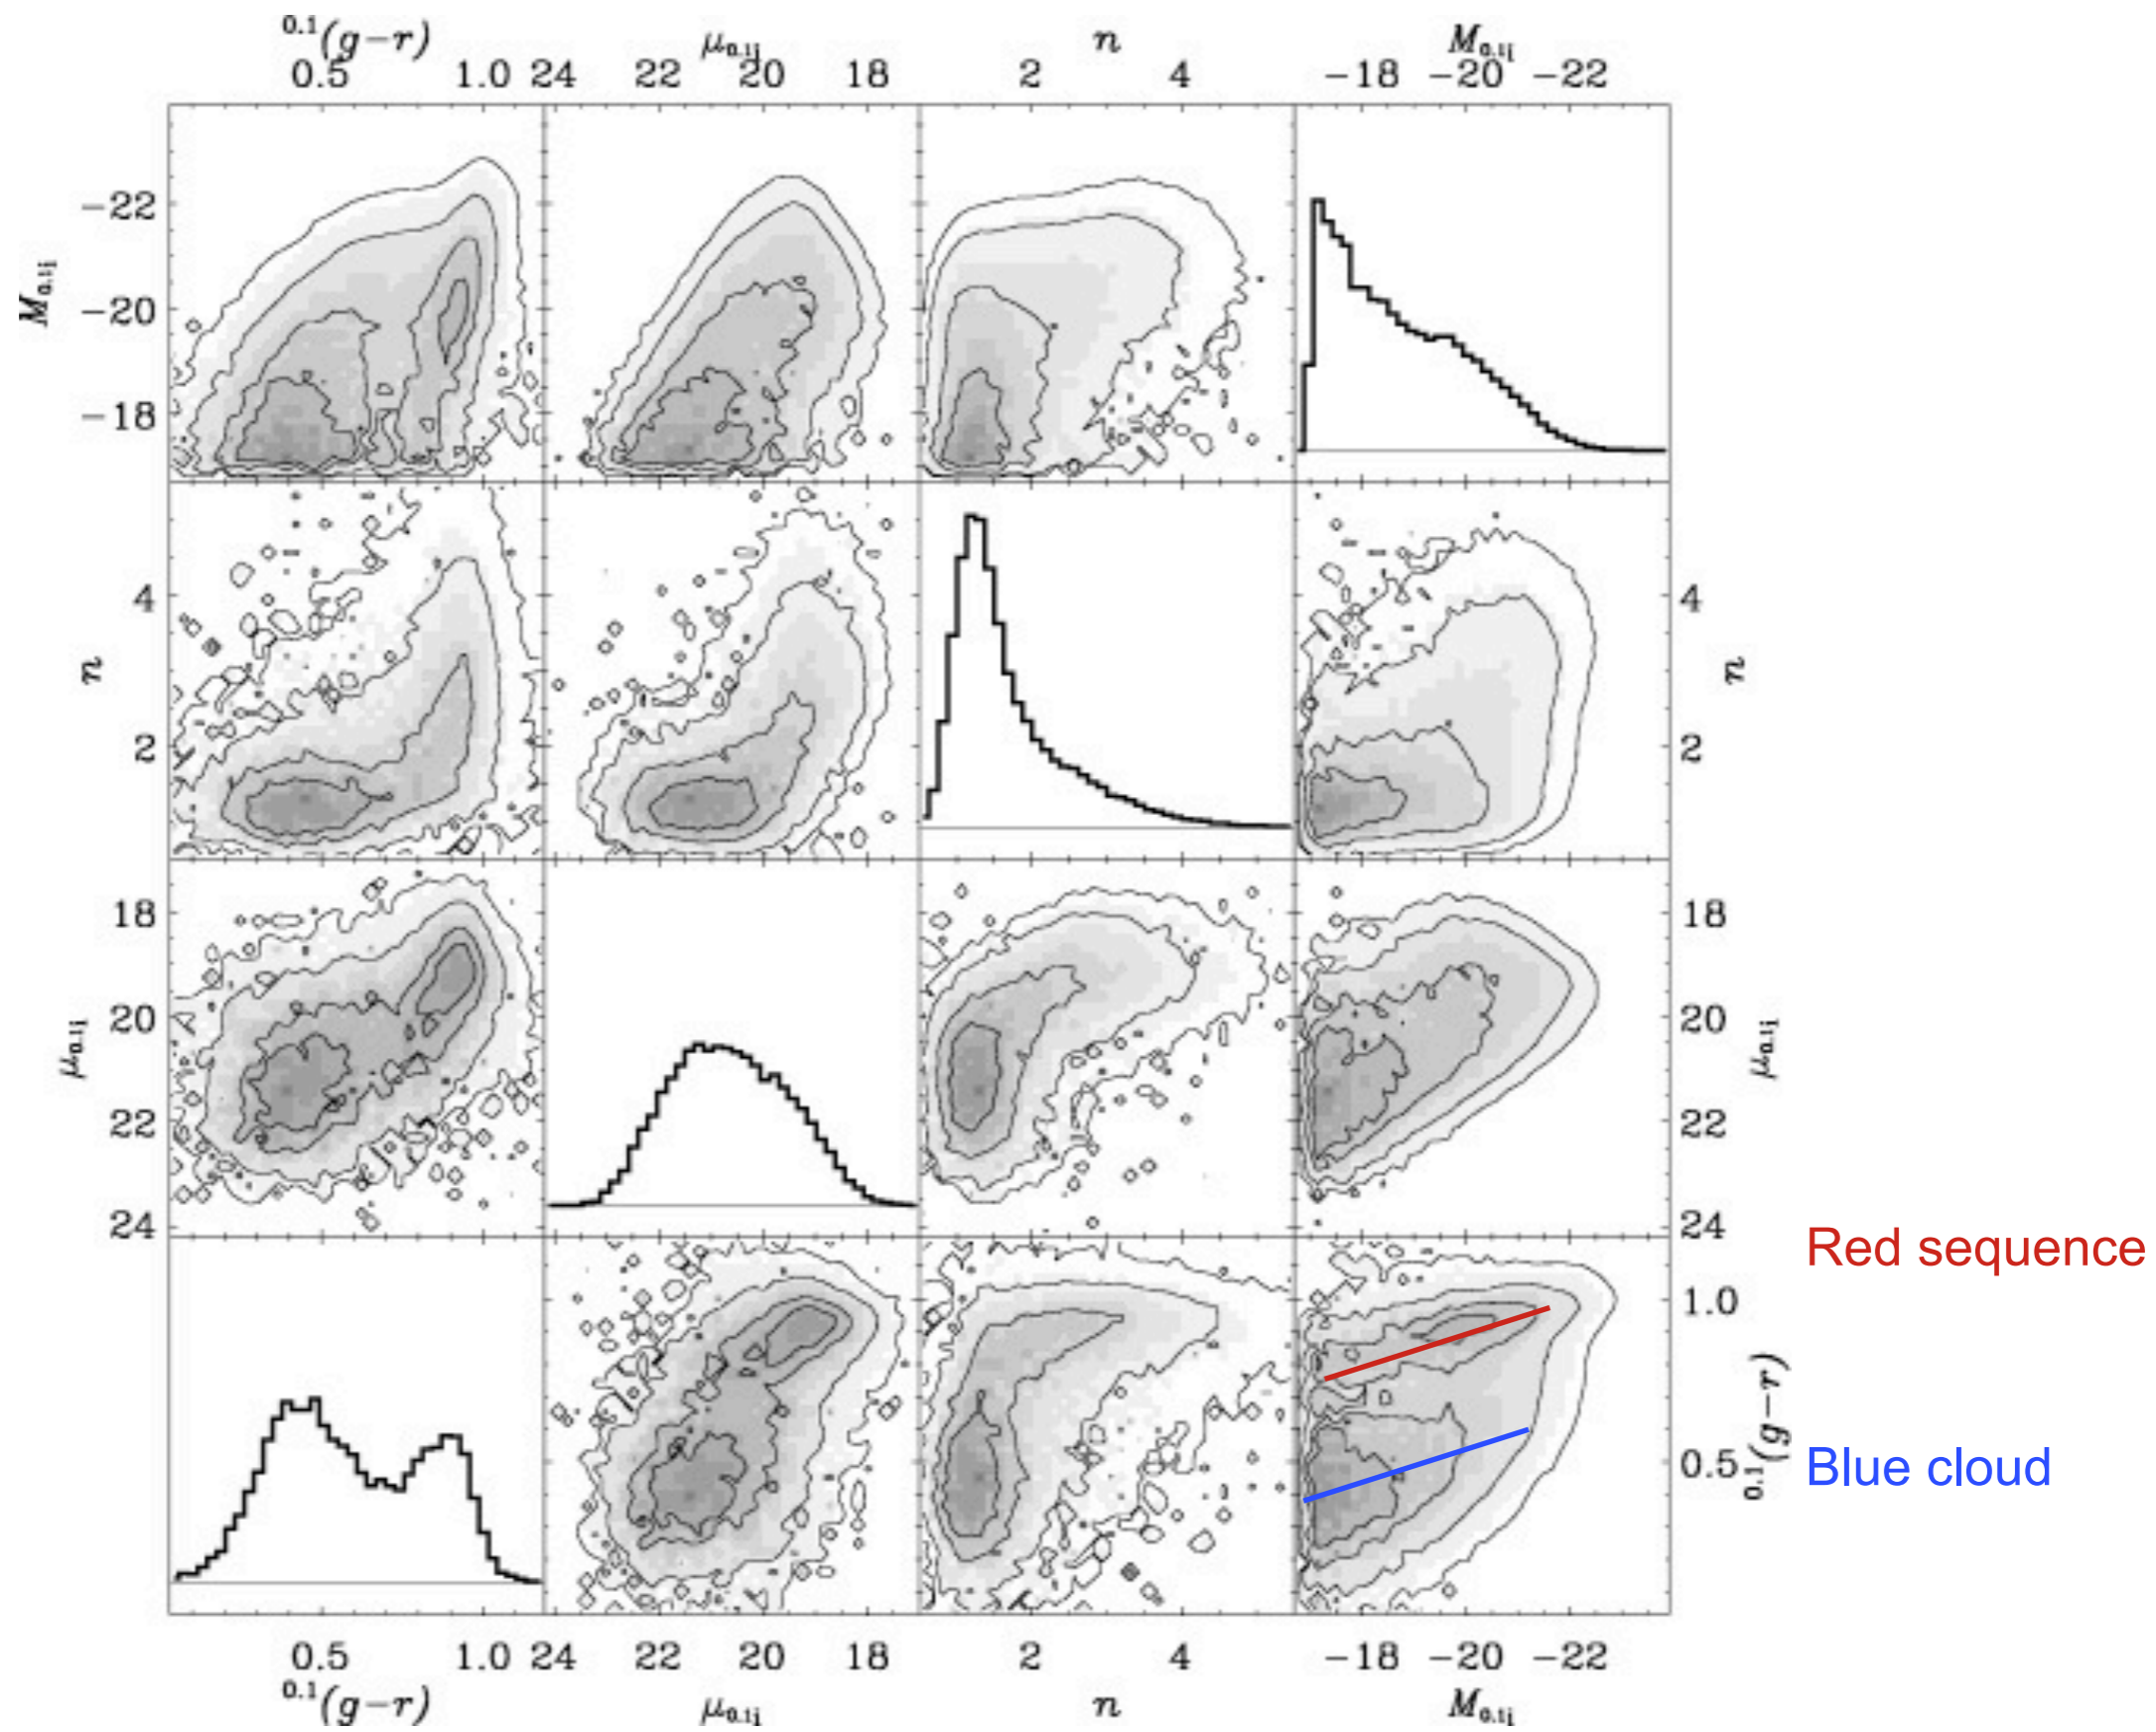 0.1(g−r) μ0.1i n M0.1i
0.5 1.0 24 22 20 18 2 4 −18 −20 −22
M0.1i
−22
−20
−18
n
4
2
4
2
n
μ0.1i
18
20
22
24
18
20
22
24
μ0.1i
Red sequence
1.0
0.5
0.1(g−r)
Blue cloud
0.5 1.0 24 22 20 18 2 4 −18 −20 −22
0.1(g−r) μ0.1i n M0.1i